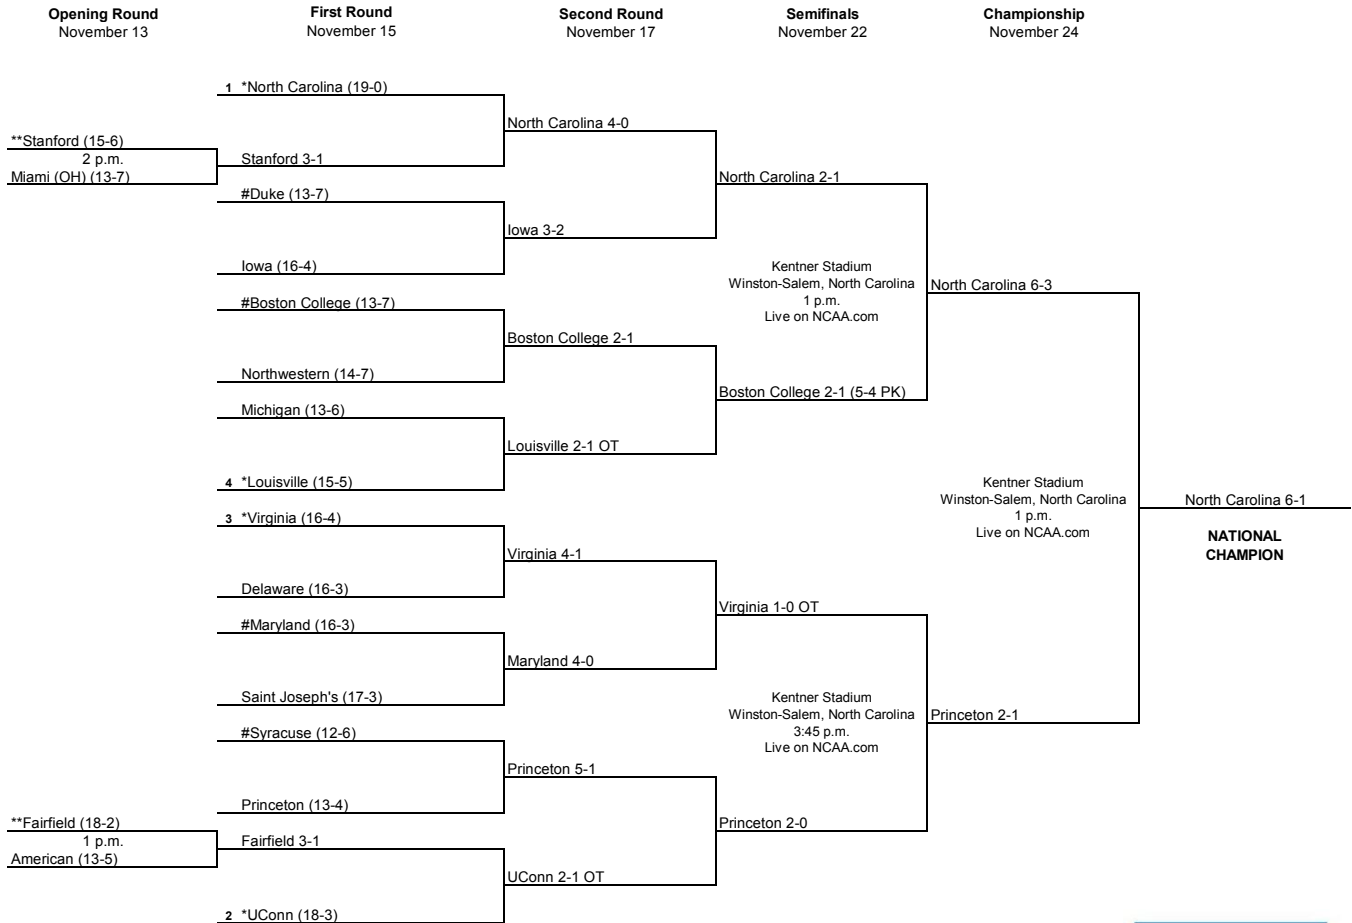 Opening Round
November 13
First Round
November 15
Second Round
November 17
Semifinals
November 22
Championship
November 24
1 *North Carolina (19-0)
**Stanford (15-6)
2 p.m.
Miami (OH) (13-7)
Stanford 3-1
North Carolina 4-0
#Duke (13-7)
Iowa 3-2
Iowa (16-4)
North Carolina 2-1
#Boston College (13-7)
Boston College 2-1
Northwestern (14-7)
Michigan (13-6)
Louisville 2-1 OT
4 *Louisville (15-5)
Boston College 2-1 (5-4 PK)
Kentner Stadium
Winston-Salem, North Carolina
1 p.m.
Live on NCAA.com
North Carolina 6-3
3 *Virginia (16-4)
Virginia 4-1
Delaware (16-3)
#Maryland (16-3)
Maryland 4-0
Saint Joseph's (17-3)
Virginia 1-0 OT
#Syracuse (12-6)
Princeton 5-1
Princeton (13-4)
**Fairfield (18-2)
1 p.m.
American (13-5)
Fairfield 3-1
UConn 2-1 OT
2 *UConn (18-3)
Princeton 2-0
Kentner Stadium
Winston-Salem, North Carolina
3:45 p.m.
Live on NCAA.com
Princeton 2-1
Kentner Stadium
Winston-Salem, North Carolina
1 p.m.
Live on NCAA.com
North Carolina 6-1
NATIONAL
CHAMPION